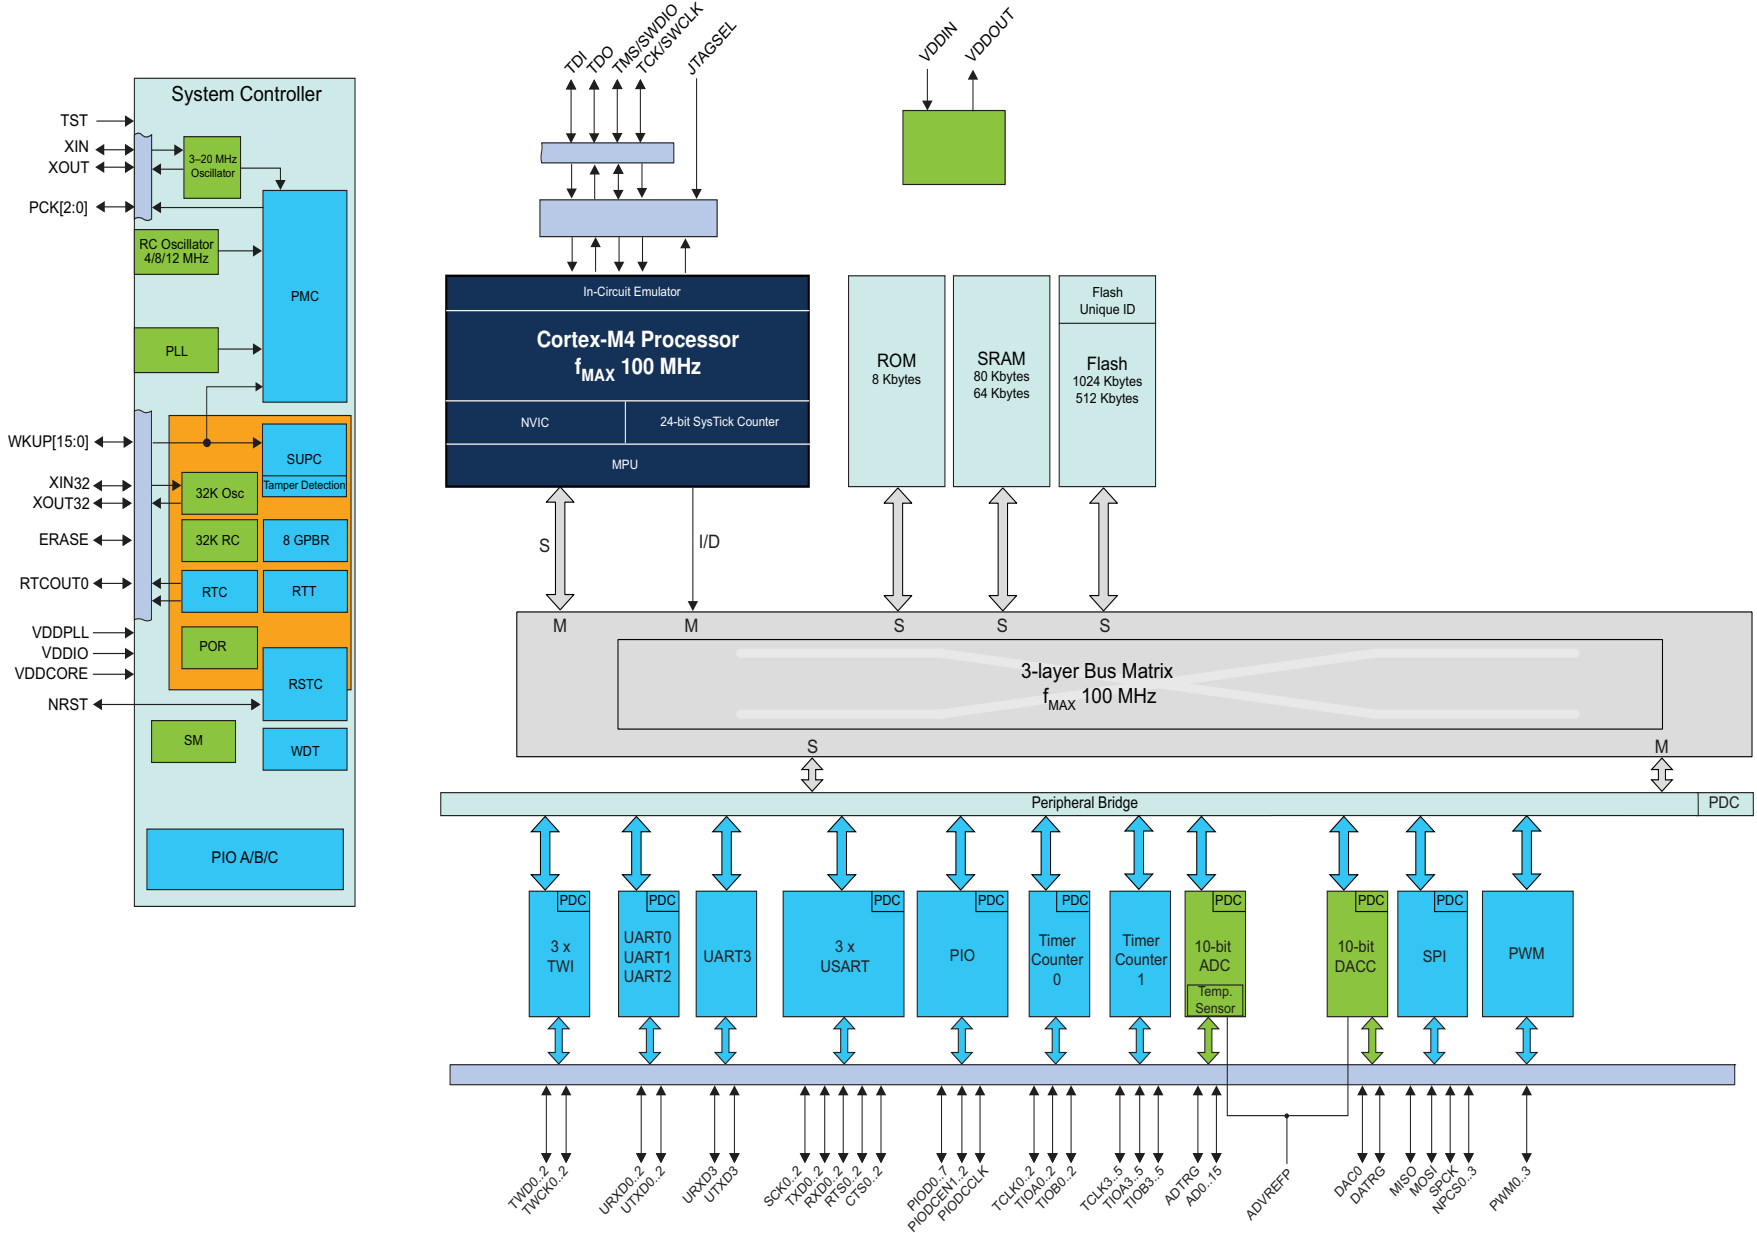 TDI
TDO
TMS/SWDIO
TCK/SWCLK
JTAGSEL
VDDIN
VDDOUT
System Controller
TST
XIN
XOUT
PCK[2:0]
3–20 MHz
Oscillator
RC Oscillator
4/8/12 MHz
PMC
PLL
WKUP[15:0]
SUPC
Tamper Detection
XIN32
XOUT32
32K Osc
ERASE
32K RC
8 GPBR
RTCOUT0
RTC
RTT
VDDPLL
VDDIO
VDDCORE
POR
RSTC
NRST
SM
WDT
PIO A/B/C
In-Circuit Emulator
Cortex-M4 Processor
fMAX 100 MHz
NVIC
24-bit SysTick Counter
MPU
ROM
8 Kbytes
SRAM
80 Kbytes
64 Kbytes
Flash
Unique ID
Flash
1024 Kbytes
512 Kbytes
S
I/D
M
M
S
S
S
3-layer Bus Matrix
fMAX 100 MHz
S
M
Peripheral Bridge
PDC
PDC
3 x
TWI
PDC
UART0
UART1
UART2
UART3
PDC
3 x
USART
PDC
PIO
PDC
Timer
Counter
0
Timer
Counter
1
PDC
10-bit
ADC
Temp.
Sensor
PDC
10-bit
DACC
PDC
SPI
PWM
TWD0..2
TWCK0..2
URXD0..2
UTXD0..2
URXD3
UTXD3
SCK0..2
TXD0..2
RXD0..2
RTS0..2
CTS0..2
PIOD0..7
PIODCEN1..2
PIODCCLK
TCLK0..2
TIOA0..2
TIOB0..2
TCLK3..5
TIOA3..5
TIOB3..5
ADTRG
AD0..15
ADVREFP
DAC0
DATRG
MISO
MOSI
SPCK
NPCS0..3
PWM0..3